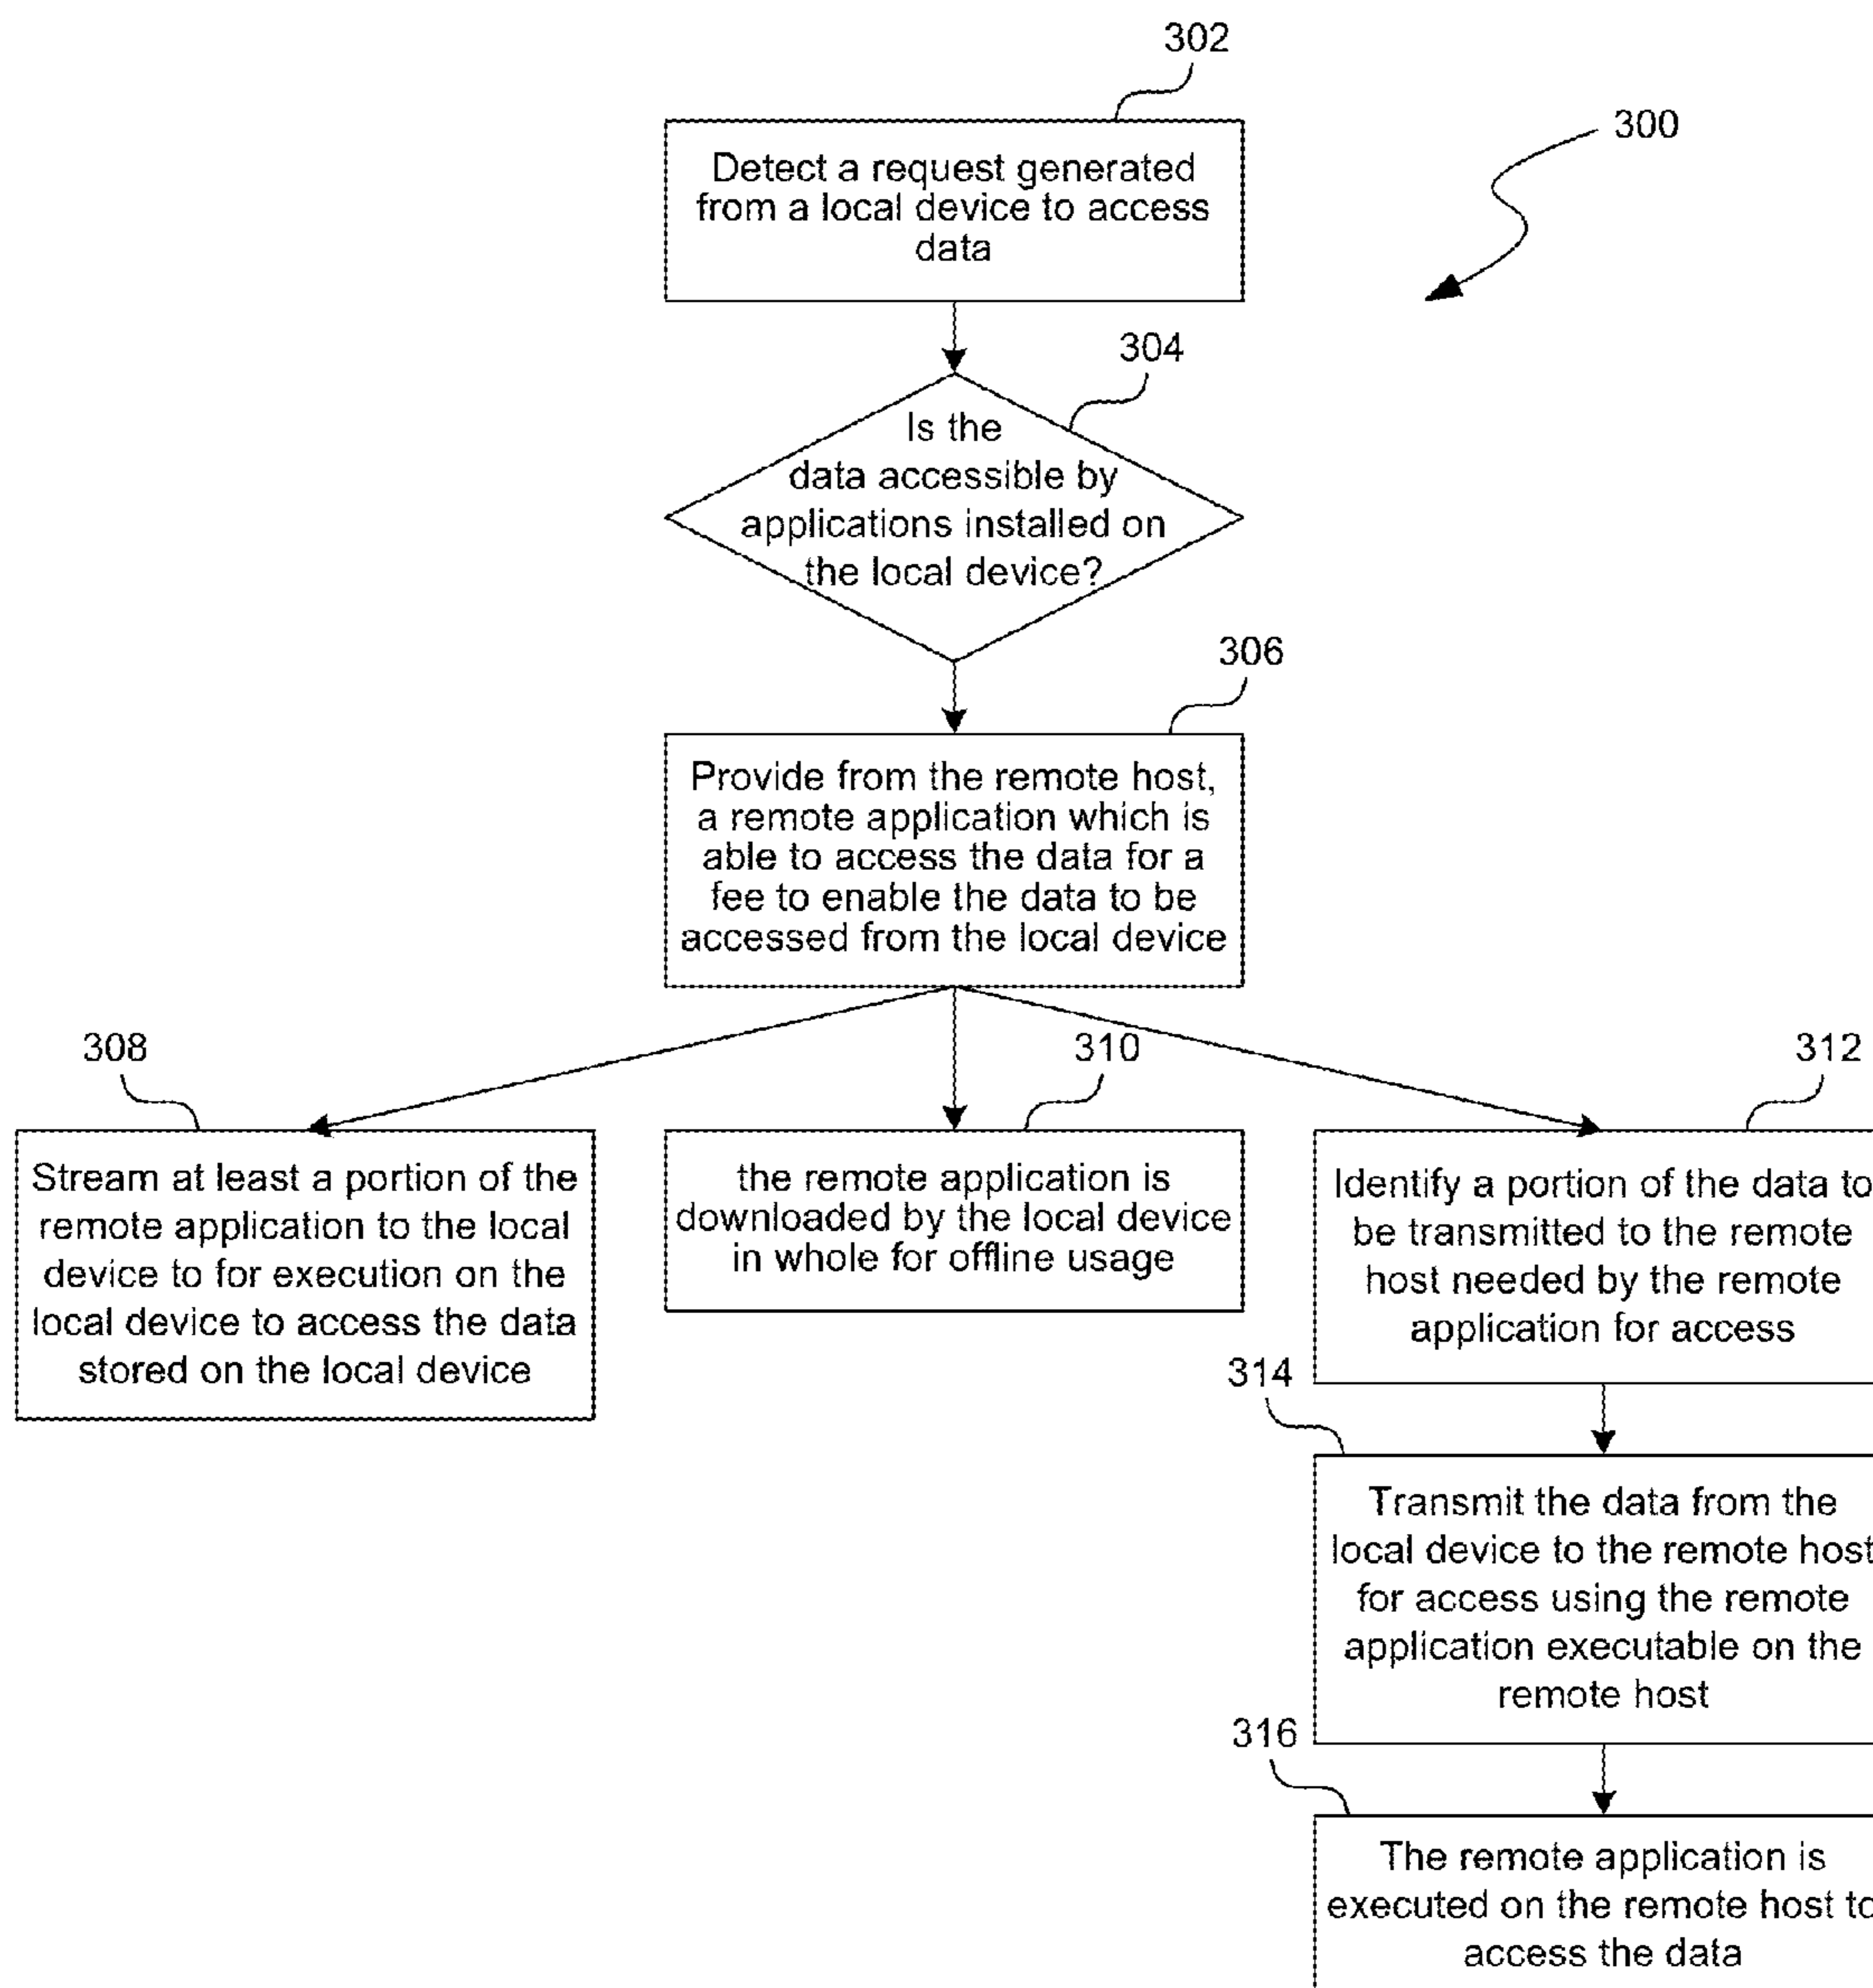 302
300
Detect a request generated
from a local device to access
data
304
Is the
data accessible by
applications installed on
the local device?
306
Provide from the remote host,
a remote application which is
able to access the data for a
fee to enable the data to be
accessed from the local device
308
310
312
Stream at least a portion of the
remote application to the local
device to for execution on the
local device to access the data
stored on the local device
the remote application is
downloaded by the local device
in whole for offline usage
Identify a portion of the data to
be transmitted to the remote
host needed by the remote
application for access
314
Transmit the data from the
local device to the remote host
for access using the remote
application executable on the
remote host
316
The remote application is
executed on the remote host to
access the data